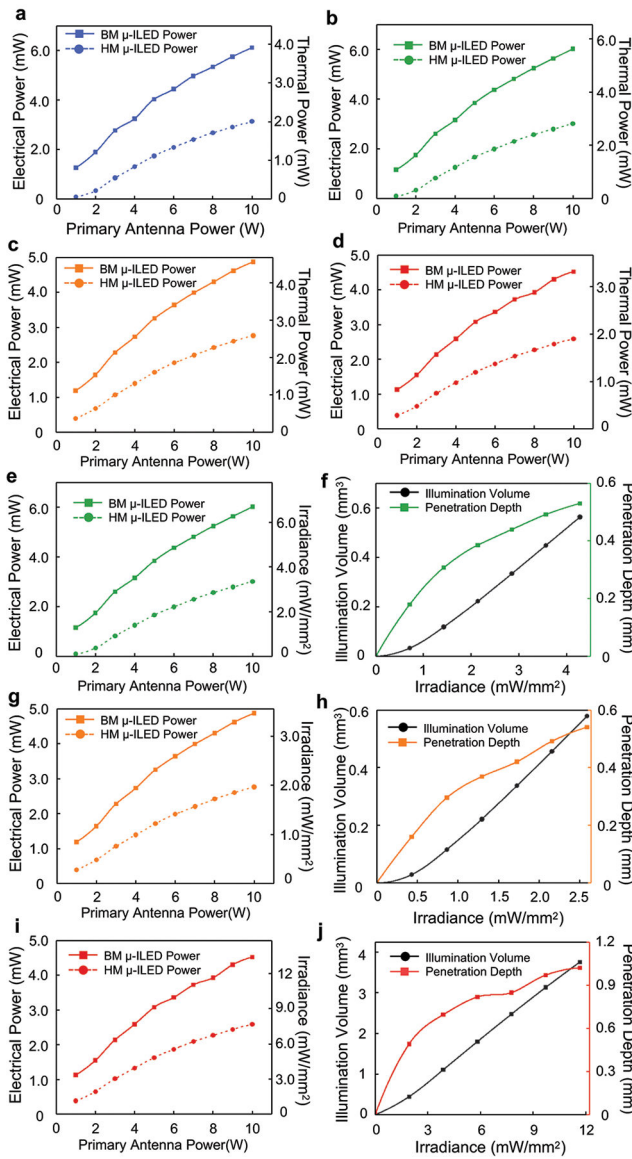 a
BM μ-ILED Power
HM μ-ILED Power
Electrical Power (mW)
6.0
4.0
2.0
0
Thermal Power (mW)
4.0
3.0
2.0
1.0
0
0 2 4 6 8 10
Primary Antenna Power (W)
b
BM μ-ILED Power
HM μ-ILED Power
Electrical Power (mW)
6.0
4.0
2.0
0
Thermal Power (mW)
6.0
4.0
2.0
0
0 2 4 6 8 10
Primary Antenna Power(W)
c
BM μ-ILED Power
HM μ-ILED Power
Electrical Power (mW)
5.0
4.0
3.0
2.0
1.0
0
Thermal Power (mW)
4.0
3.0
2.0
1.0
0
0 2 4 6 8 10
Primary Antenna Power(W)
d
BM μ-ILED Power
HM μ-ILED Power
Electrical Power (mW)
5.0
4.0
3.0
2.0
1.0
0
Thermal Power (mW)
3.0
2.0
1.0
0
0 2 4 6 8 10
Primary Antenna Power(W)
e
BM μ-ILED Power
HM μ-ILED Power
Electrical Power (mW)
6.0
4.0
2.0
0
Irradiance (mW/mm²)
6.0
4.0
2.0
0
0 2 4 6 8 10
Primary Antenna Power(W)
f
Illumination Volume
Penetration Depth
Illumination Volume (mm³)
0.6
0.4
0.2
0
Penetration Depth (mm)
0.6
0.4
0.2
0
0 1 2 3 4
Irradiance (mW/mm²)
g
BM μ-ILED Power
HM μ-ILED Power
Electrical Power (mW)
5.0
4.0
3.0
2.0
1.0
0
Irradiance (mW/mm²)
3.0
2.0
1.0
0
0 2 4 6 8 10
Primary Antenna Power(W)
h
Illumination Volume
Penetration Depth
Illumination Volume (mm³)
0.6
0.4
0.2
0
Penetration Depth (mm)
0.6
0.4
0.2
0
0 0.5 1.0 1.5 2.0 2.5
Irradiance (mW/mm²)
i
BM μ-ILED Power
HM μ-ILED Power
Electrical Power (mW)
5.0
4.0
3.0
2.0
1.0
0
Irradiance (mW/mm²)
12
9.0
6.0
3.0
0
0 2 4 6 8 10
Primary Antenna Power(W)
j
Illumination Volume
Penetration Depth
Illumination Volume (mm³)
4
3
2
1
0
Penetration Depth (mm)
1.2
0.9
0.6
0.3
0
0 3 6 9 12
Irradiance (mW/mm²)